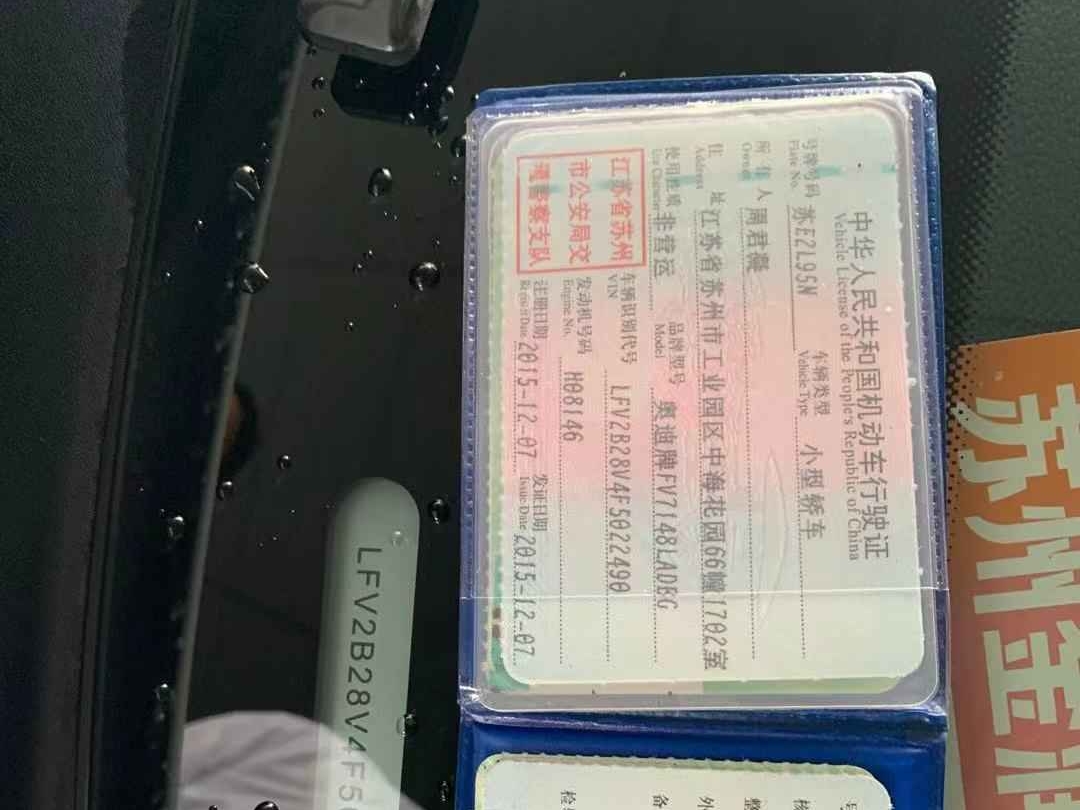 中华人民共和国机动车行驶证
Vehicle License of the People's Republic of China
号牌号码 苏E2L95N 车辆类型 小型轿车
Plate No. Vehicle Type
所有人 周君薇
Owner
住 址 江苏省苏州市工业园区中海花园66幢1702室
Address
使用性质 非营运 品牌型号 奥迪牌FV7148LADBG
Use Character Model
江苏省苏州
市公安局交
通警察支队
车辆识别代号 LFV2B28V4F5022490
VIN
发动机号码 H08146
Engine No.
注册日期 2015-12-07 发证日期 2015-12-07
Register Date Issue Date
LFV2B28V4F5
苏州